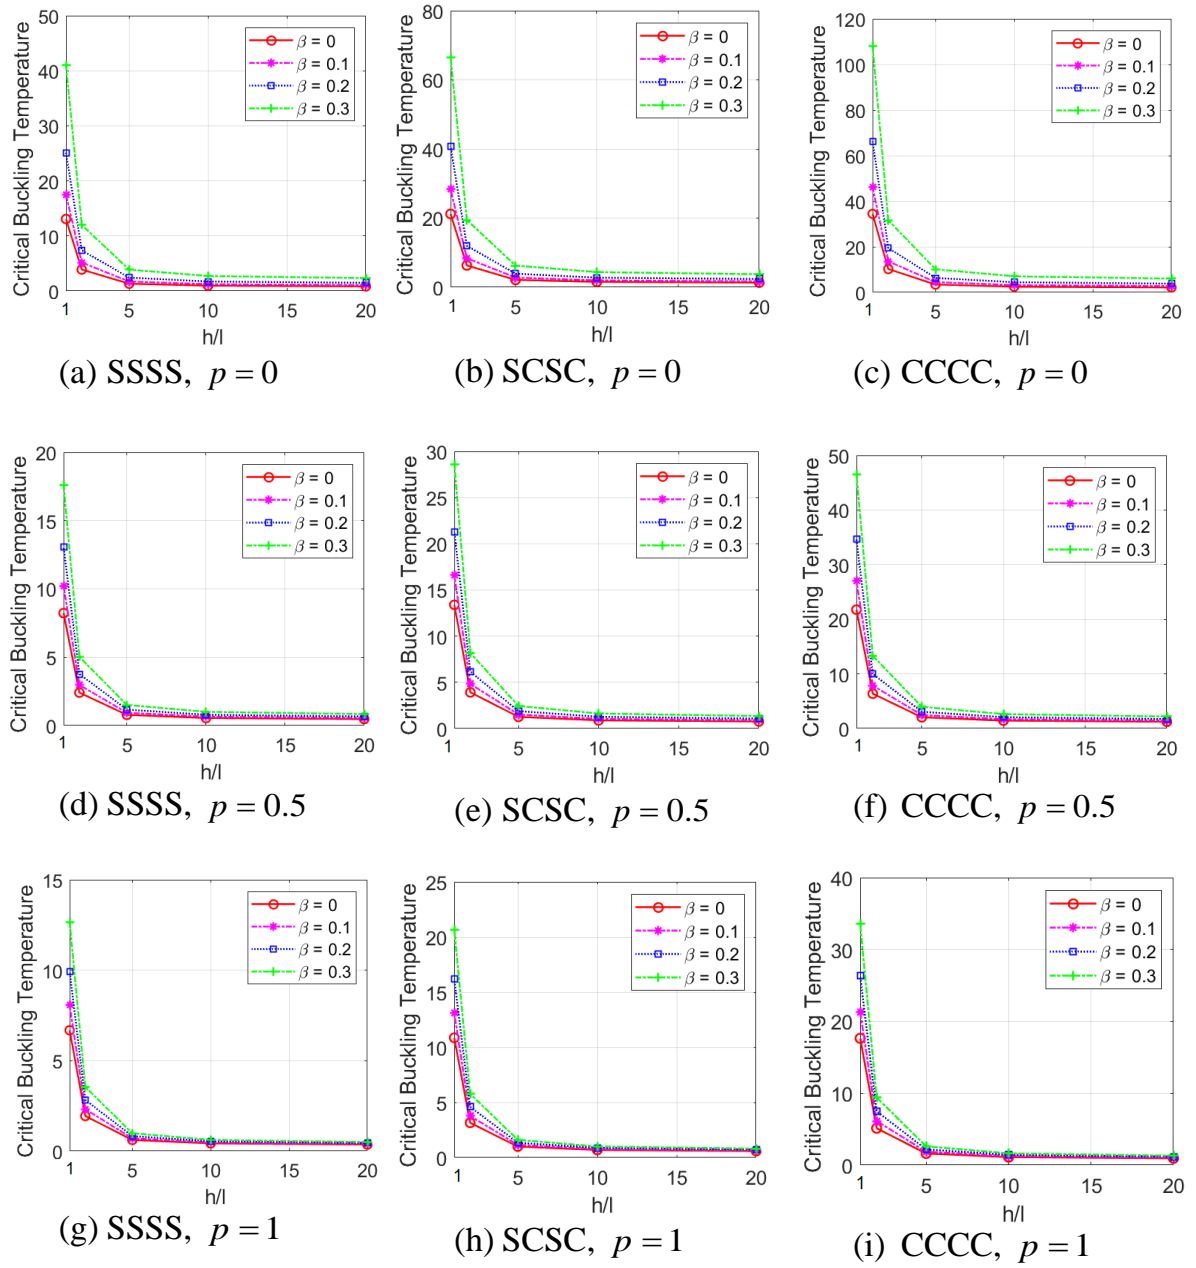 Critical Buckling Temperature
50
40
30
20
10
0
1
5
10
15
20
h/l
β = 0
β = 0.1
β = 0.2
β = 0.3
(a) SSSS, p = 0
Critical Buckling Temperature
80
60
40
20
0
1
5
10
15
20
h/l
β = 0
β = 0.1
β = 0.2
β = 0.3
(b) SCSC, p = 0
Critical Buckling Temperature
120
100
80
60
40
20
0
1
5
10
15
20
h/l
β = 0
β = 0.1
β = 0.2
β = 0.3
(c) CCCC, p = 0
Critical Buckling Temperature
20
15
10
5
0
1
5
10
15
20
h/l
β = 0
β = 0.1
β = 0.2
β = 0.3
(d) SSSS, p = 0.5
Critical Buckling Temperature
30
25
20
15
10
5
0
1
5
10
15
20
h/l
β = 0
β = 0.1
β = 0.2
β = 0.3
(e) SCSC, p = 0.5
Critical Buckling Temperature
50
40
30
20
10
0
1
5
10
15
20
h/l
β = 0
β = 0.1
β = 0.2
β = 0.3
(f) CCCC, p = 0.5
Critical Buckling Temperature
15
10
5
0
1
5
10
15
20
h/l
β = 0
β = 0.1
β = 0.2
β = 0.3
(g) SSSS, p = 1
Critical Buckling Temperature
25
20
15
10
5
0
1
5
10
15
20
h/l
β = 0
β = 0.1
β = 0.2
β = 0.3
(h) SCSC, p = 1
Critical Buckling Temperature
40
30
20
10
0
1
5
10
15
20
h/l
β = 0
β = 0.1
β = 0.2
β = 0.3
(i) CCCC, p = 1